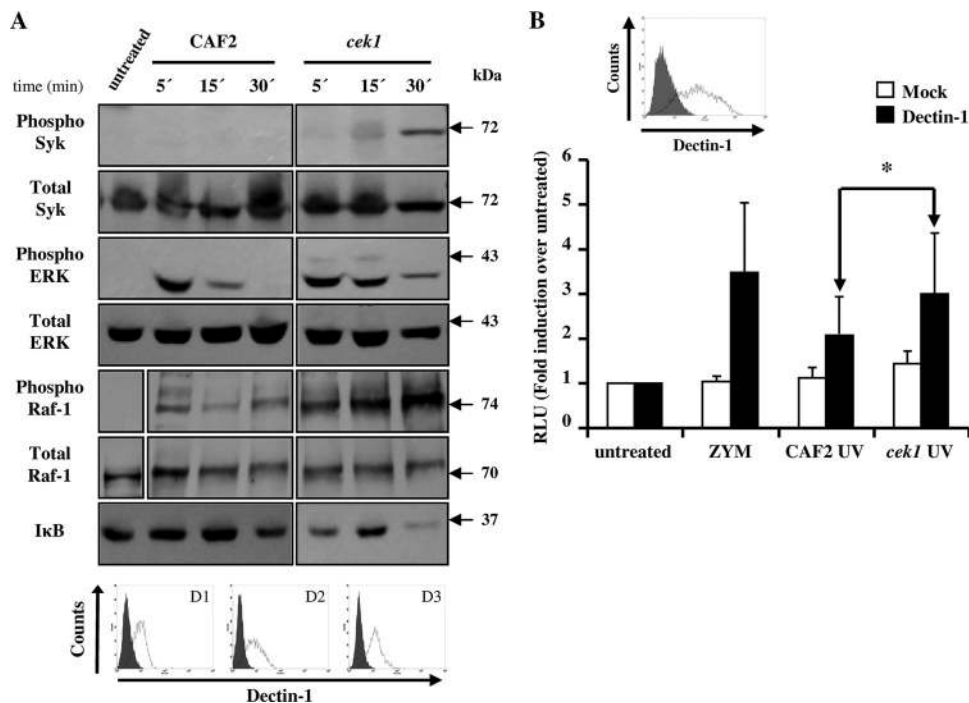 A
B
untreated
CAF2
cek1
time (min)
5´ 15´ 30´ 5´ 15´ 30´
kDa
Phospho
Syk
72
Total
Syk
72
Phospho
ERK
43
Total
ERK
43
Phospho
Raf-1
74
Total
Raf-1
70
IκB
37
Counts
D1
D2
D3
Dectin-1
Counts
Dectin-1
Mock
Dectin-1
RLU (Fold induction over untreated)
6
5
4
3
2
1
0
*
untreated
ZYM
CAF2 UV
cek1 UV